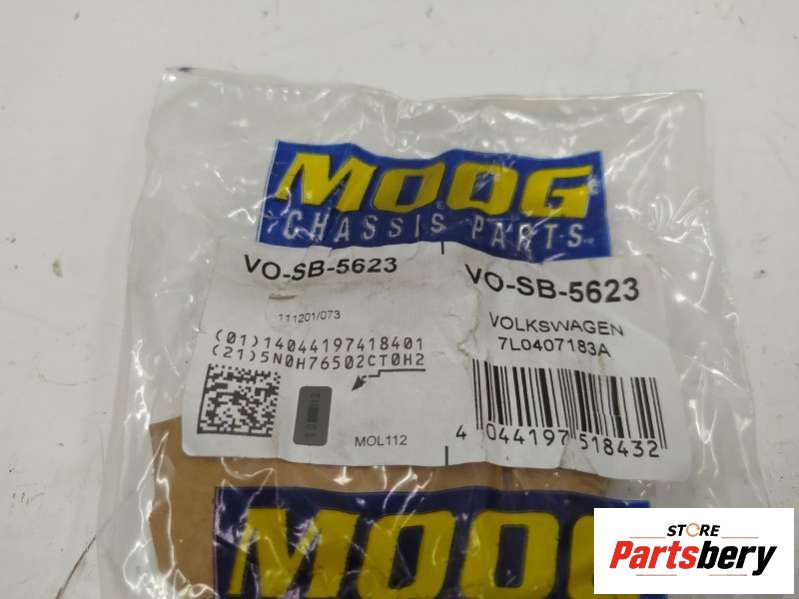 MOOG
CHASSIS PARTS
VO-SB-5623
111201/073
(01)14044197418401
(21)5N0H76502CT0H2
MOL112
VO-SB-5623
VOLKSWAGEN
7L0407183A
4 044197 518432
MOOG
STORE
Partsbery